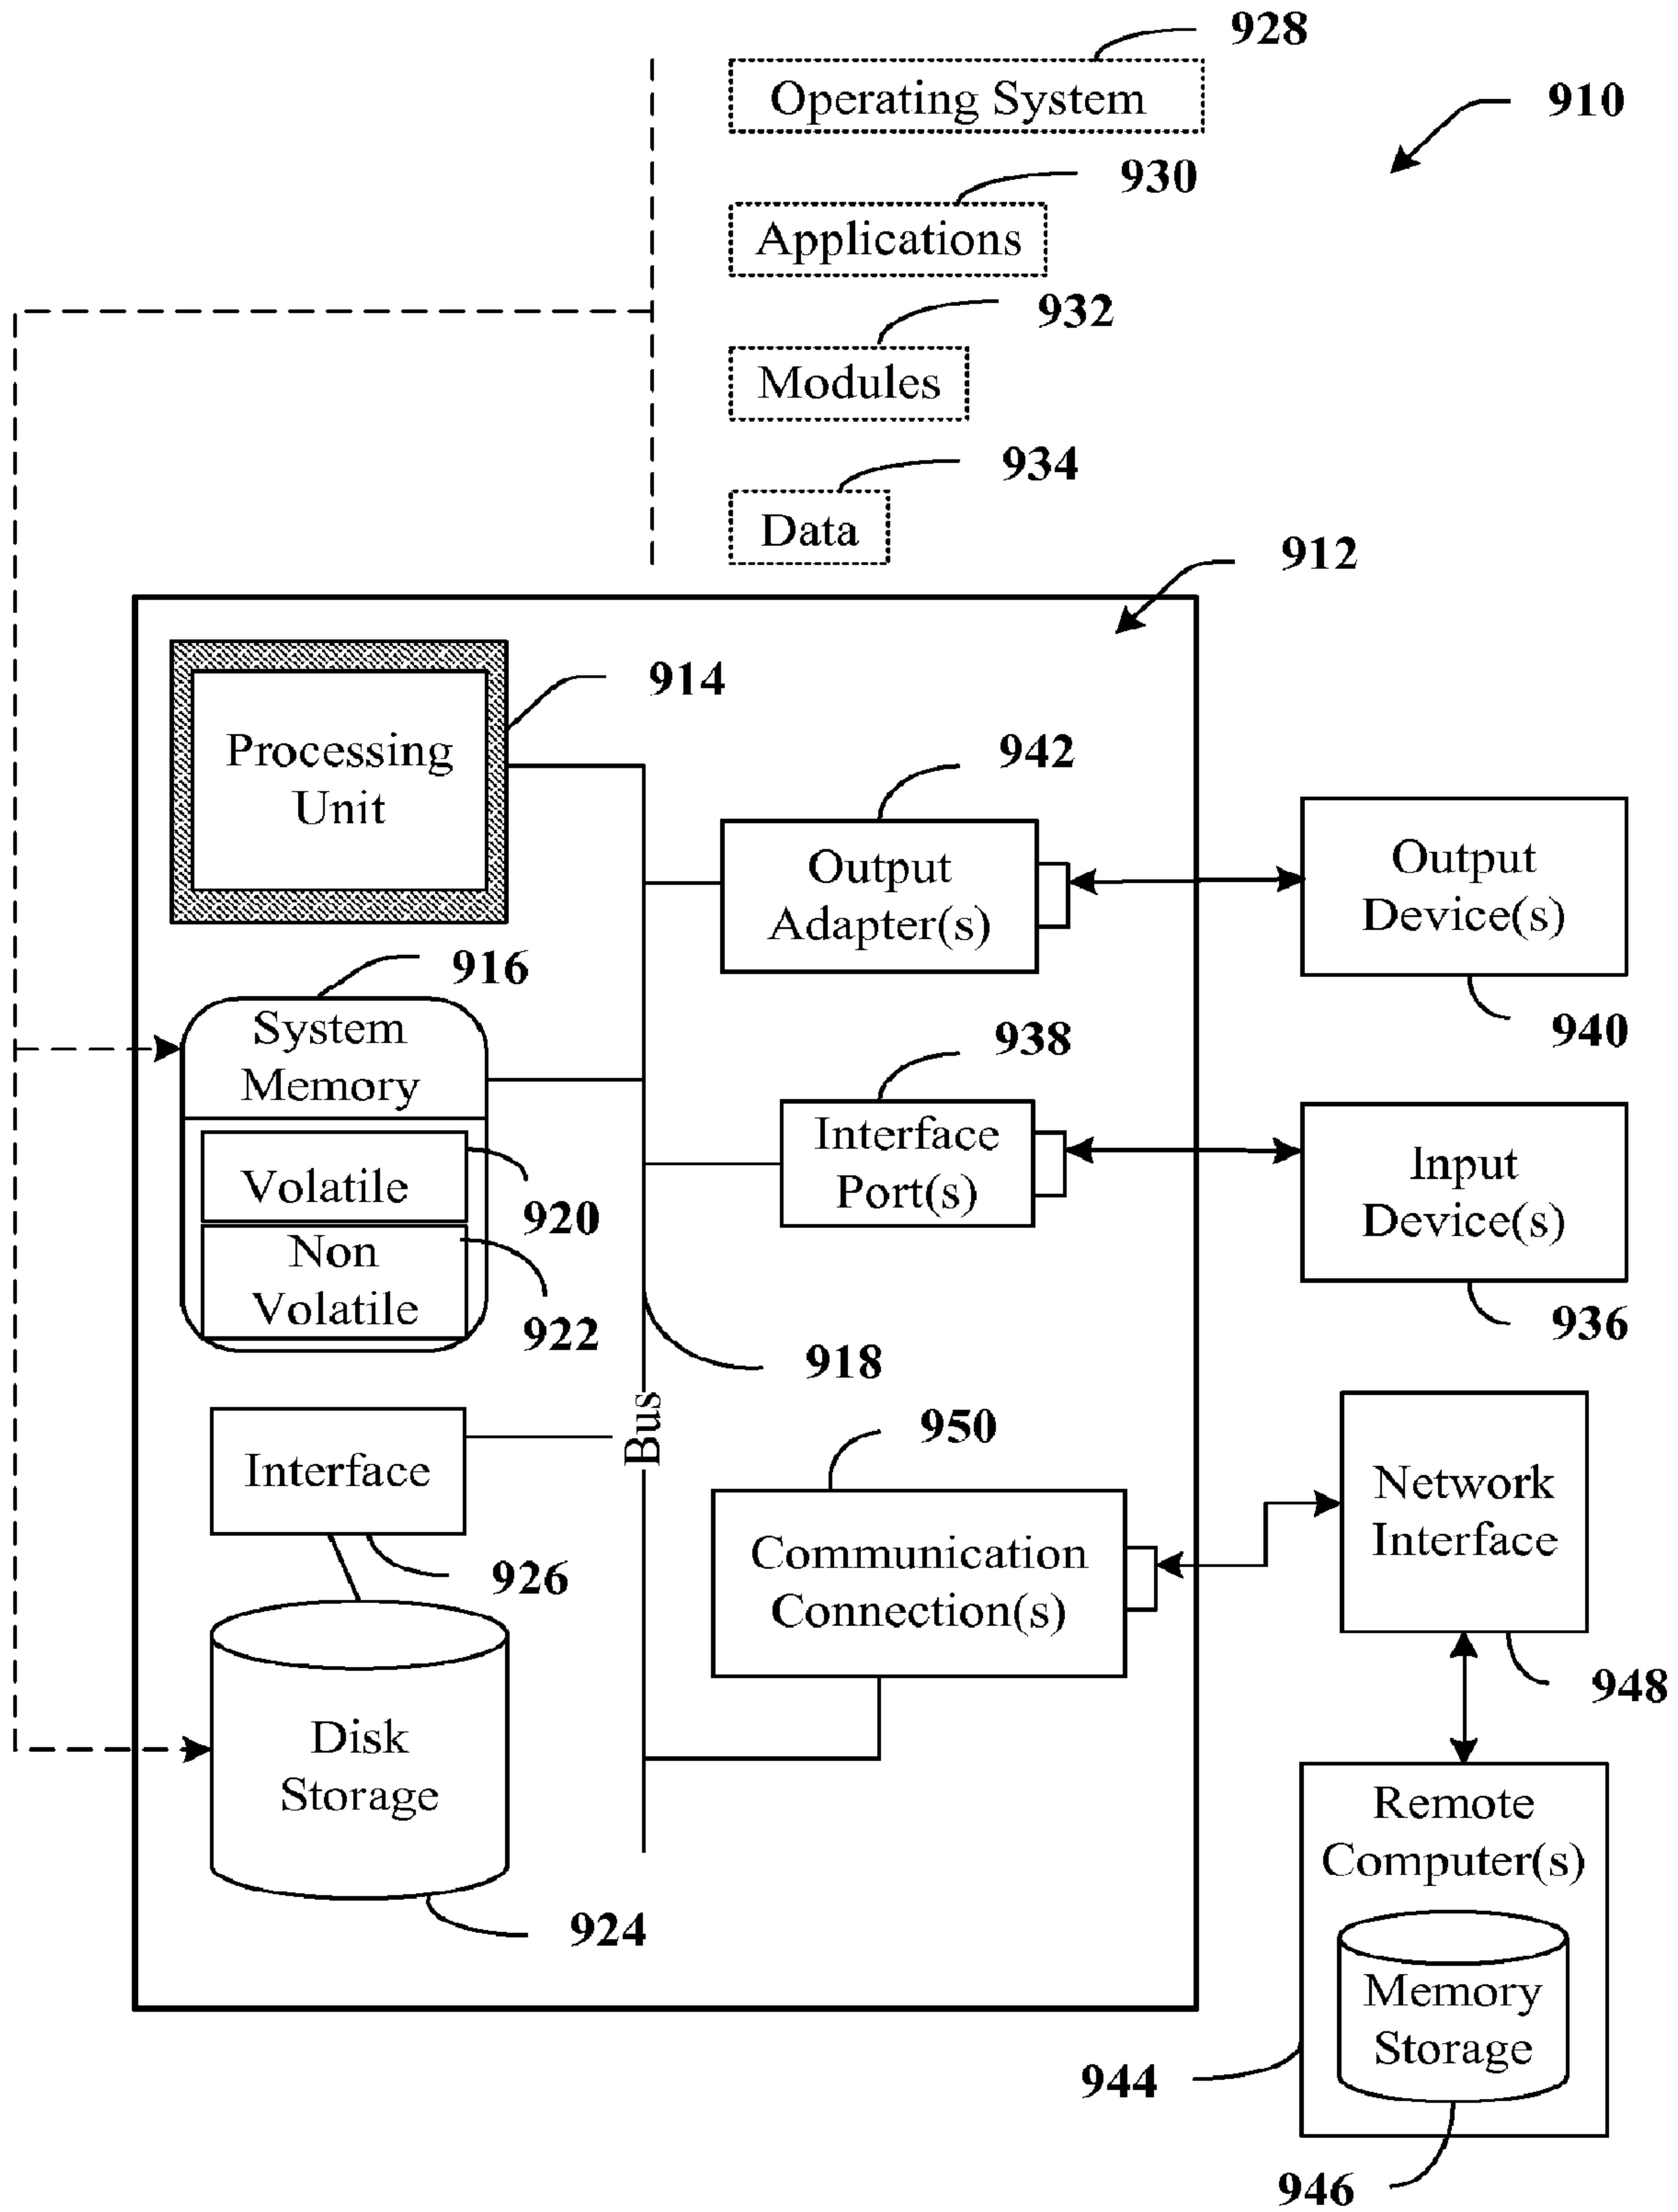 928
Operating System
910
930
Applications
932
Modules
934
Data
912
914
Processing
Unit
942
Output
Adapter(s)
Output
Device(s)
940
916
System
Memory
938
Interface
Port(s)
Input
Device(s)
936
Volatile
920
Non
Volatile
922
918
Bus
950
Interface
926
Communication
Connection(s)
Network
Interface
948
Disk
Storage
924
Remote
Computer(s)
Memory
Storage
944
946